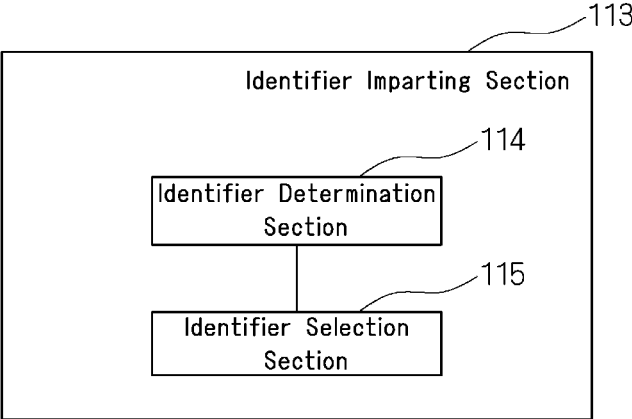 113
Identifier Imparting Section
114
Identifier Determination
Section
115
Identifier Selection
Section